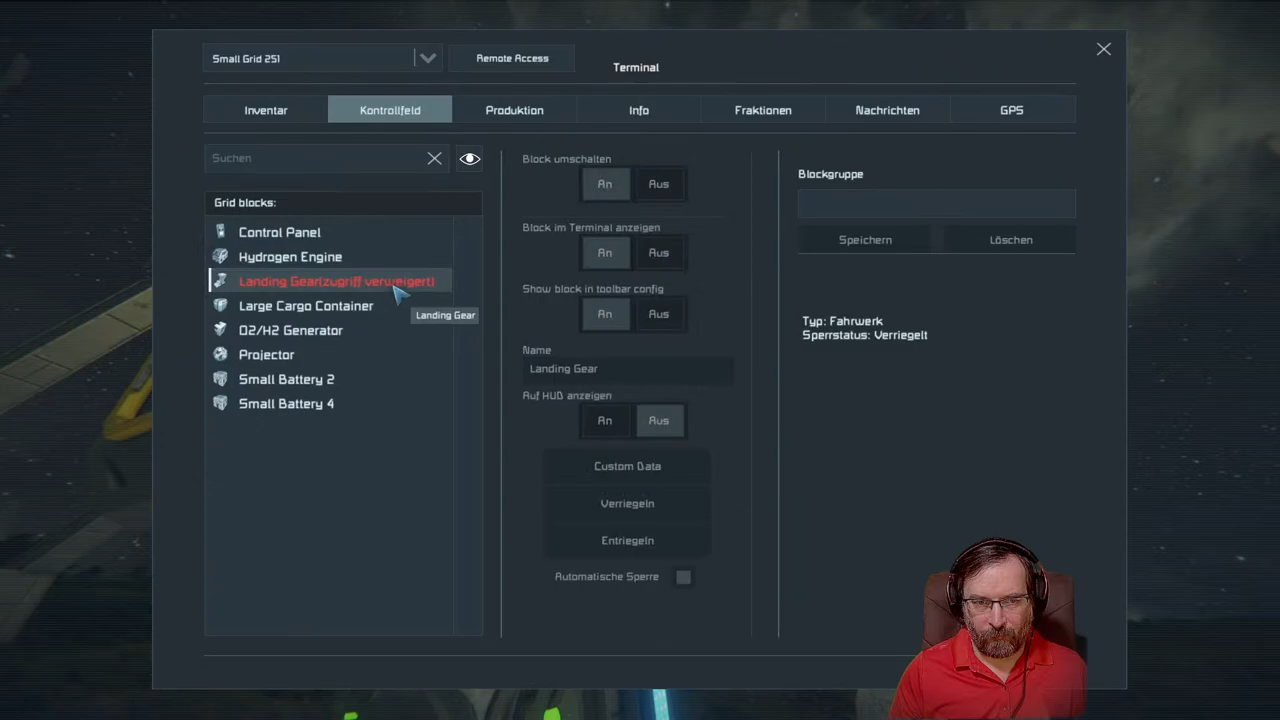 Small Grid 251
Remote Access
Terminal
Inventar
Kontrollfeld
Produktion
Info
Fraktionen
Nachrichten
GPS
Suchen
Grid blocks:
Control Panel
Hydrogen Engine
Landing Gear(zugriff verweigert)
Landing Gear
Large Cargo Container
O2/H2 Generator
Projector
Small Battery 2
Small Battery 4
Block umschalten
An
Aus
Block im Terminal anzeigen
An
Aus
Show block in toolbar config
An
Aus
Name
Landing Gear
Auf HUD anzeigen
An
Aus
Custom Data
Verriegeln
Entriegeln
Automatische Sperre
Blockgruppe
Speichern
Löschen
Typ: Fahrwerk
Sperrstatus: Verriegelt